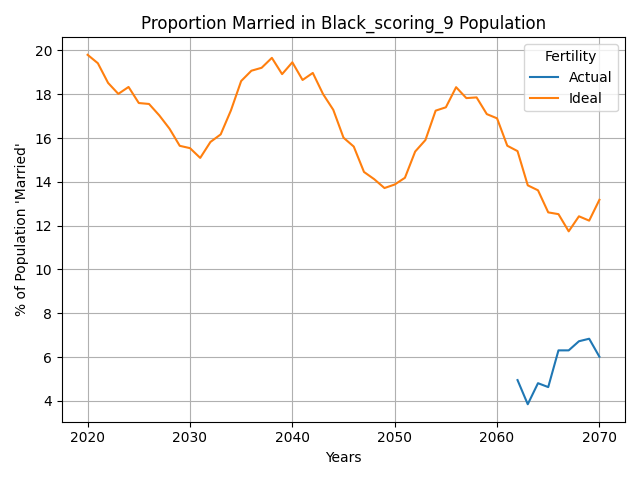 Proportion Married in Black_scoring_9 Population
% of Population 'Married'
20
18
16
14
12
10
8
6
4
Fertility
Actual
Ideal
2020 2030 2040 2050 2060 2070
Years